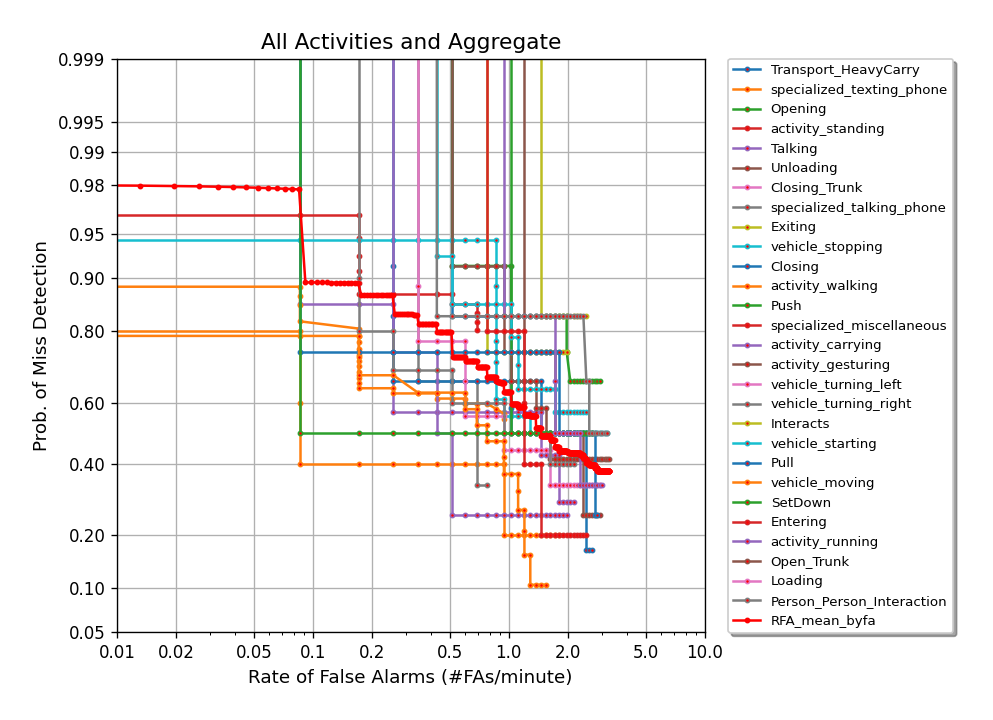 All Activities and Aggregate
Prob. of Miss Detection
0.999
0.995
0.99
0.98
0.95
0.90
0.80
0.60
0.40
0.20
0.10
0.05
0.01 0.02 0.05 0.1 0.2 0.5 1.0 2.0 5.0 10.0
Rate of False Alarms (#FAs/minute)
Transport_HeavyCarry
specialized_texting_phone
Opening
activity_standing
Talking
Unloading
Closing_Trunk
specialized_talking_phone
Exiting
vehicle_stopping
Closing
activity_walking
Push
specialized_miscellaneous
activity_carrying
activity_gesturing
vehicle_turning_left
vehicle_turning_right
Interacts
vehicle_starting
Pull
vehicle_moving
SetDown
Entering
activity_running
Open_Trunk
Loading
Person_Person_Interaction
RFA_mean_byfa